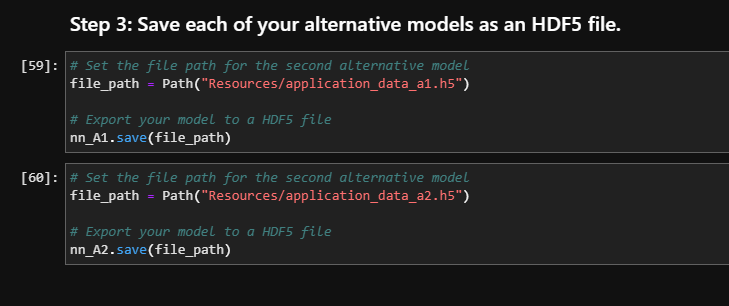 Step 3: Save each of your alternative models as an HDF5 file.
[59]: # Set the file path for the second alternative model
file_path = Path("Resources/application_data_a1.h5")
# Export your model to a HDF5 file
nn_A1.save(file_path)
[60]: # Set the file path for the second alternative model
file_path = Path("Resources/application_data_a2.h5")
# Export your model to a HDF5 file
nn_A2.save(file_path)